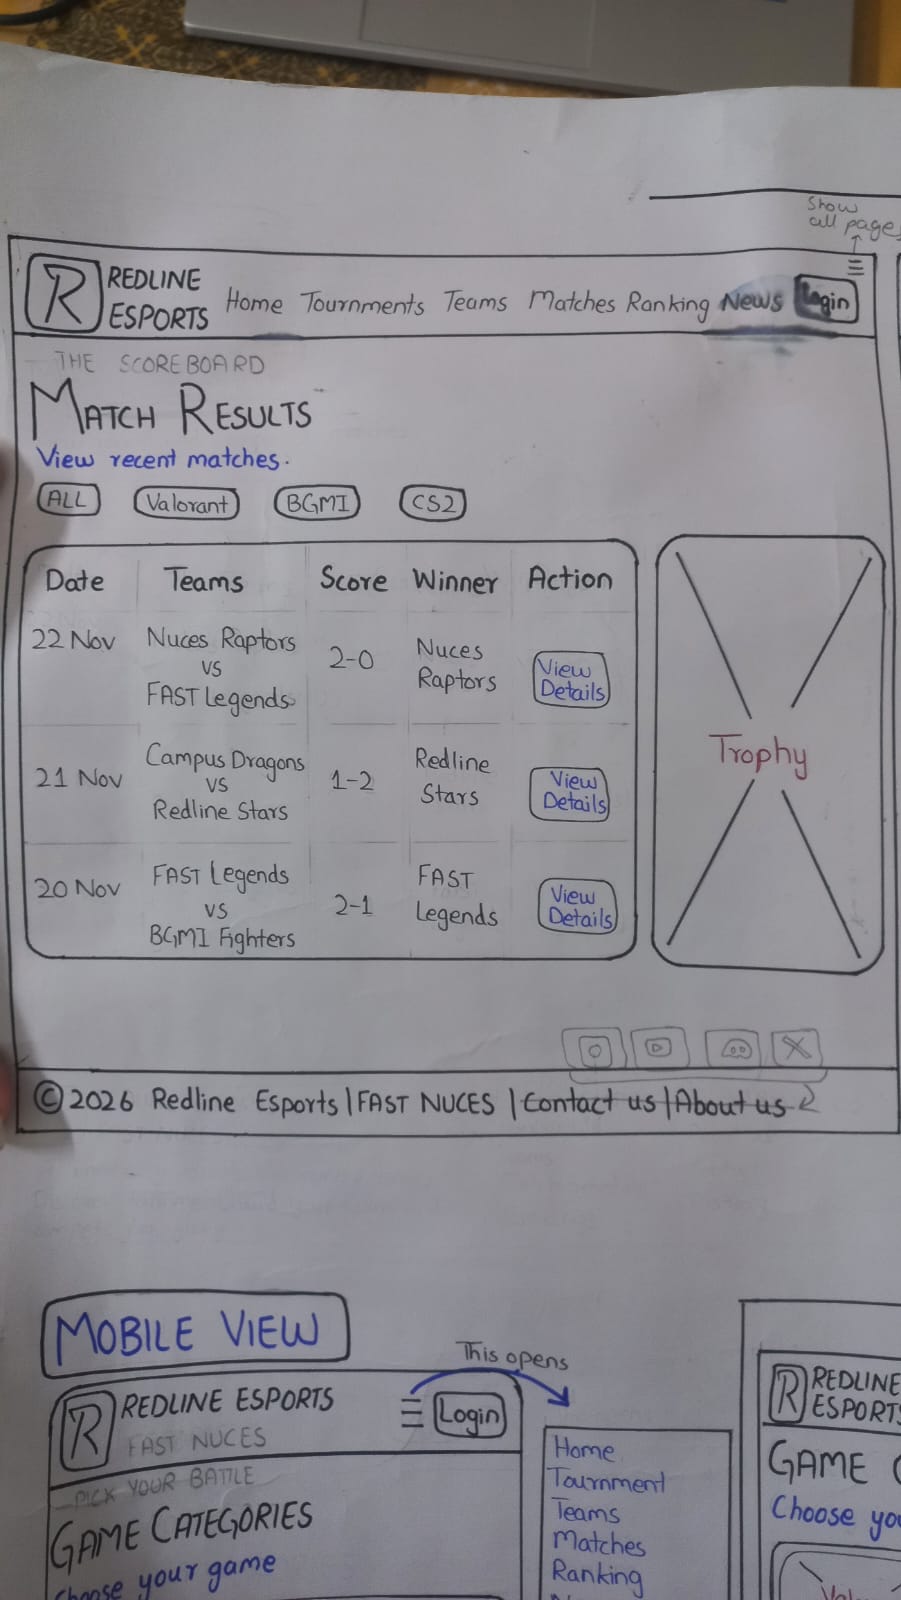 Show
all page
R REDLINE ESPORTS Home Tournments Teams Matches Ranking News Login
THE SCOREBOARD
MATCH RESULTS
View recent matches.
ALL Valorant BGMI CS2
Date Teams Score Winner Action
22 Nov Nuces Raptors vs FAST Legends 2-0 Nuces Raptors View Details
21 Nov Campus Dragons vs Redline Stars 1-2 Redline Stars View Details
20 Nov FAST Legends vs BGMI Fighters 2-1 FAST Legends View Details
Trophy
© 2026 Redline Esports | FAST NUCES | Contact us | About us
MOBILE VIEW
This opens
R REDLINE ESPORTS
FAST NUCES
Login
PICK YOUR BATTLE
GAME CATEGORIES
Choose your game
Home
Tournment
Teams
Matches
Ranking
R REDLINE
ESPORTS
GAME
Choose